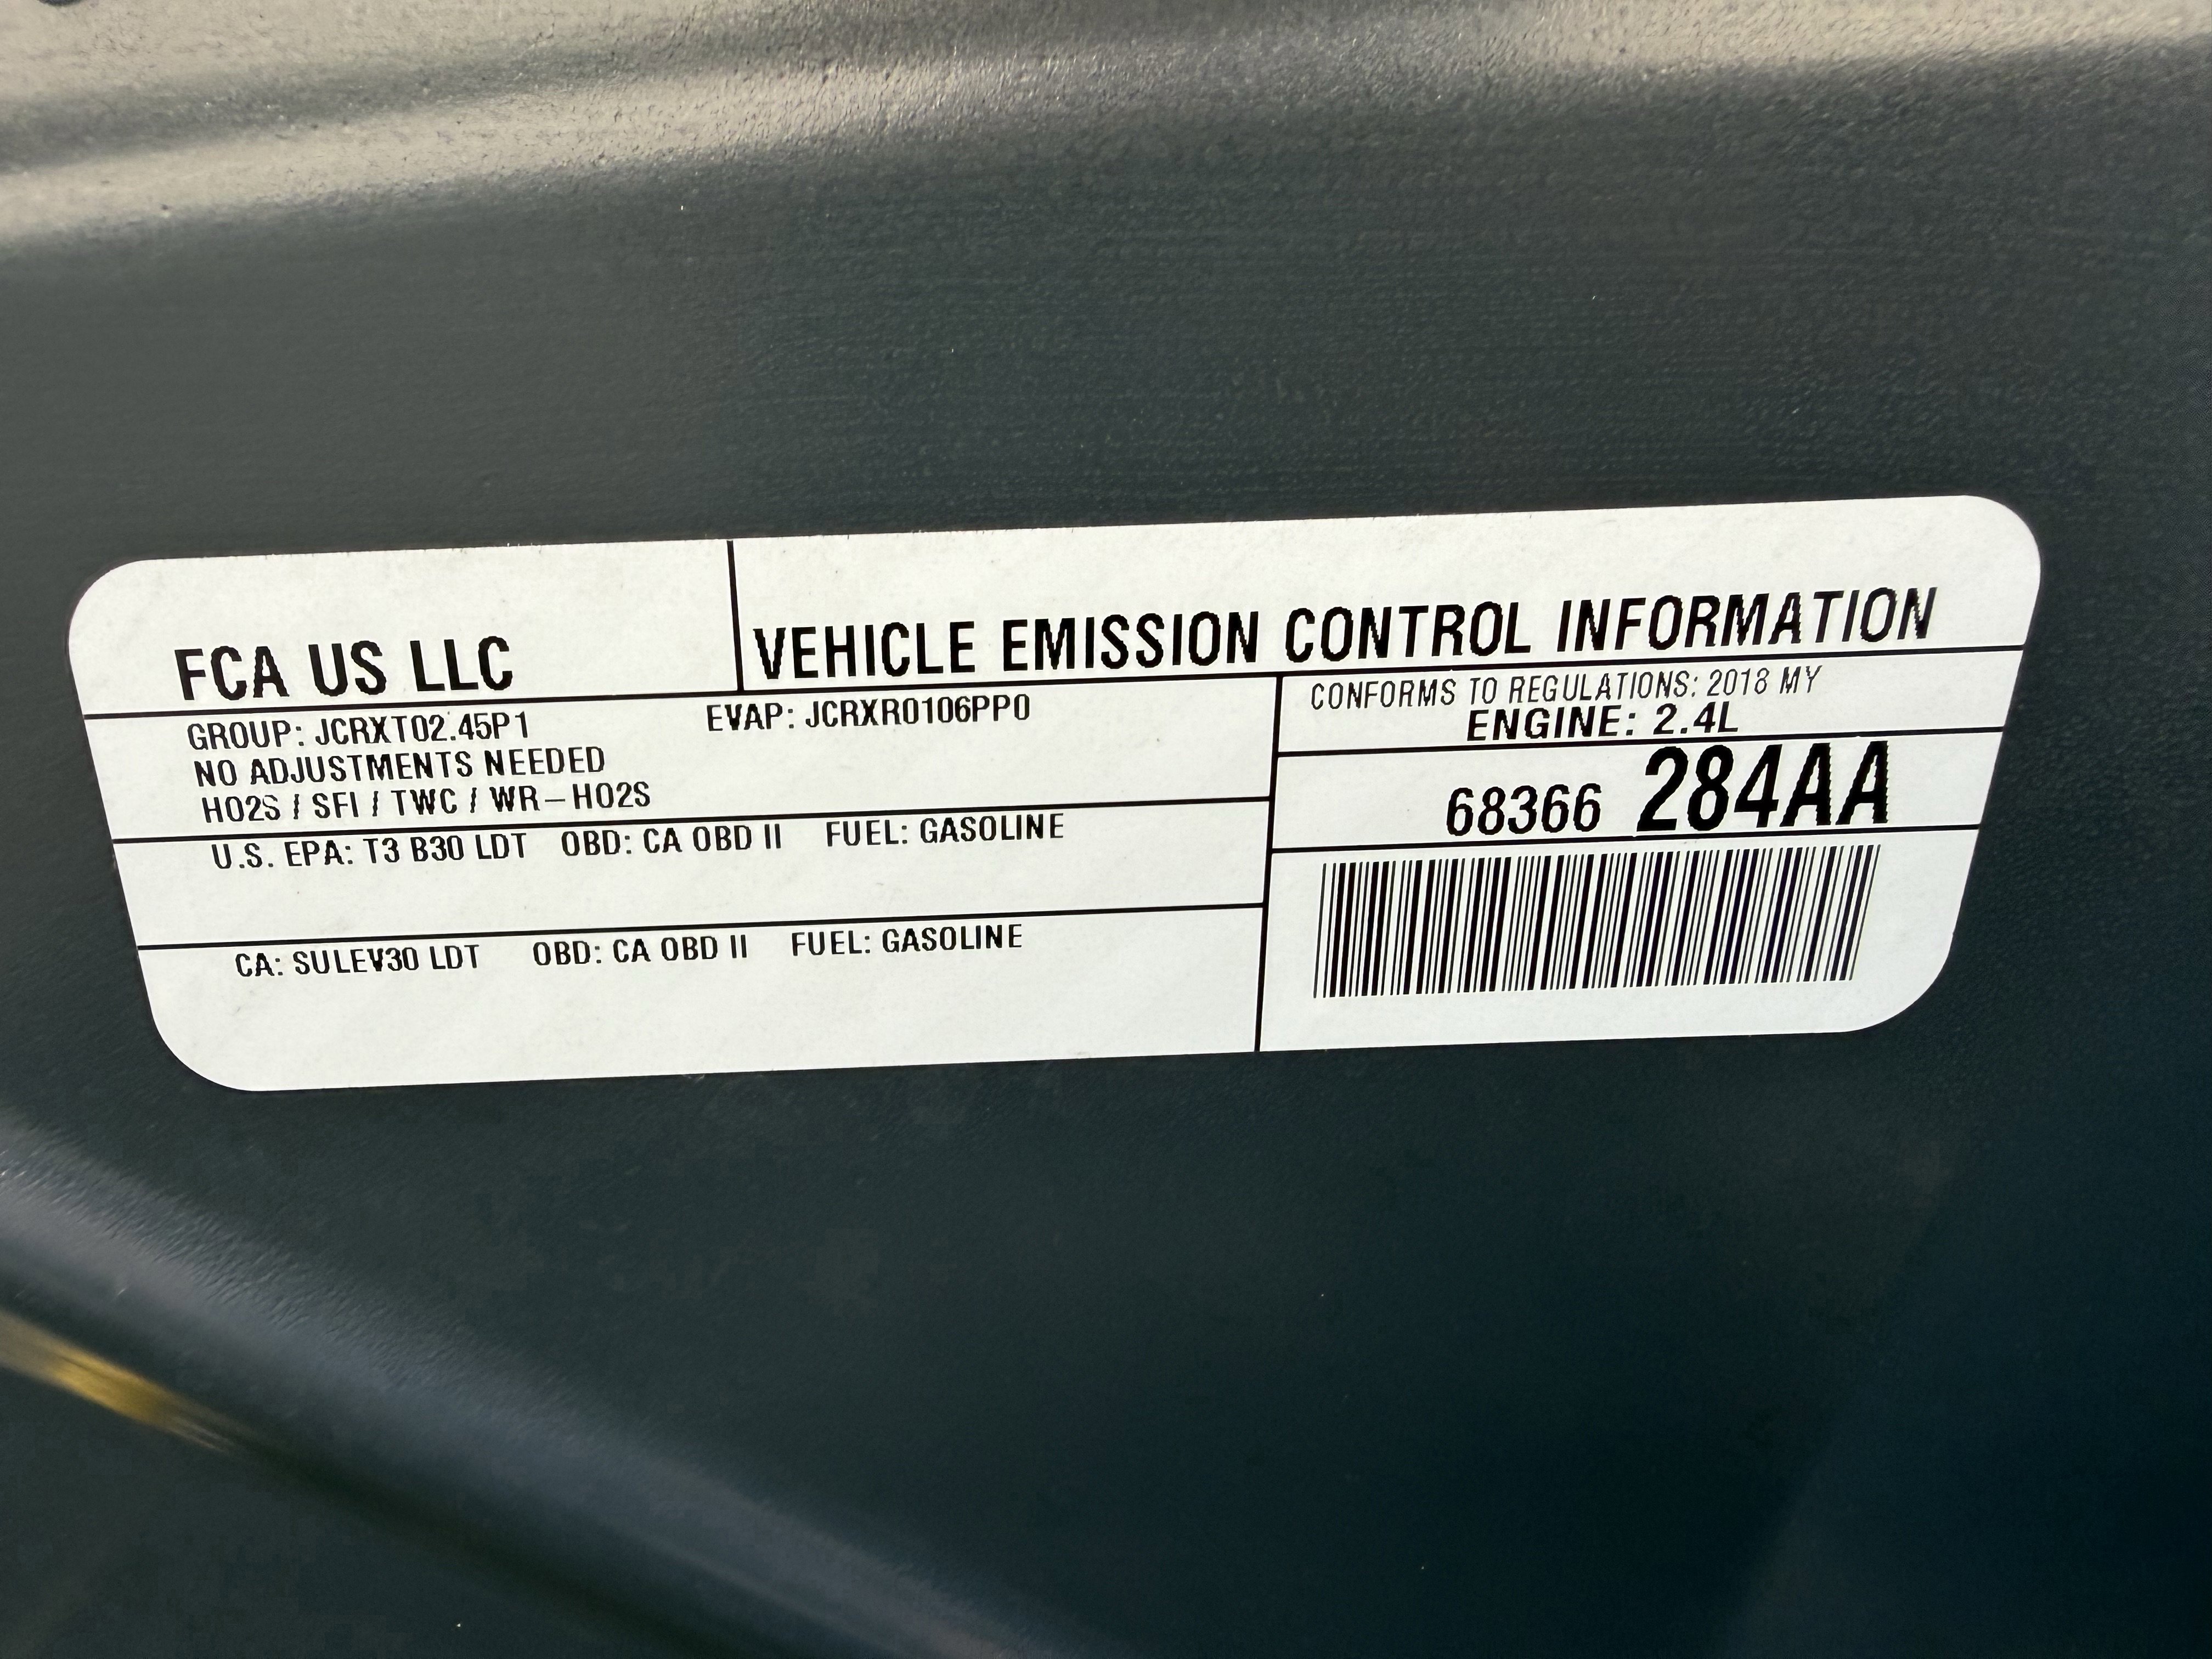 FCA US LLC
VEHICLE EMISSION CONTROL INFORMATION
GROUP: JCRXT02.45P1 EVAP: JCRXR0106PP0
NO ADJUSTMENTS NEEDED
HO2S / SFI / TWC / WR-HO2S
U.S. EPA: T3 B30 LDT OBD: CA OBD II FUEL: GASOLINE
CA: SULEV30 LDT OBD: CA OBD II FUEL: GASOLINE
CONFORMS TO REGULATIONS: 2018 MY
ENGINE: 2.4L
68366 284AA